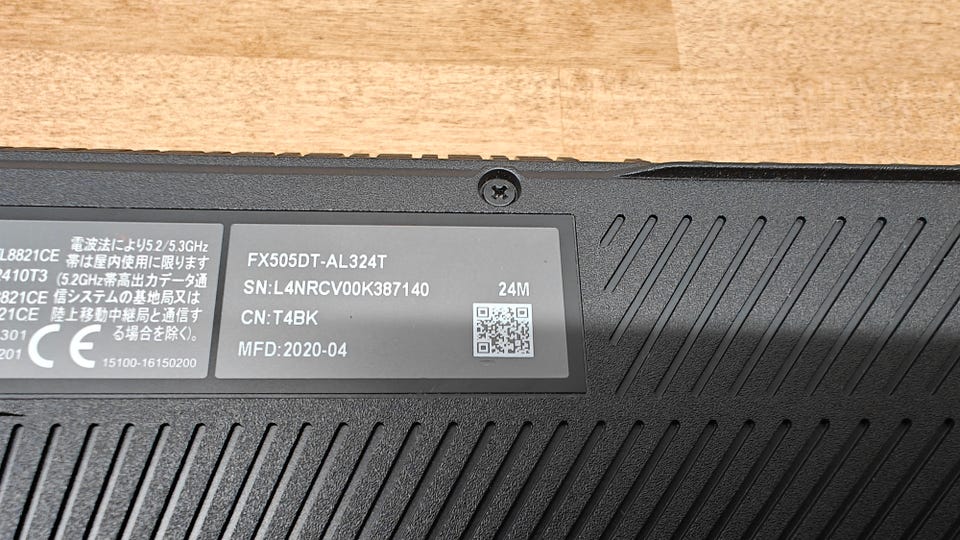 L8821CE
2410T3
8821CE
21CE
301
201
電波法により5.2/5.3GHz
帯は屋内使用に限ります
(5.2GHz帯高出力データ通
信システムの基地局又は
陸上移動中継局と通信す
る場合を除く)。
CE
15100-16150200
FX505DT-AL324T
SN:L4NRCV00K387140
24M
CN:T4BK
MFD:2020-04